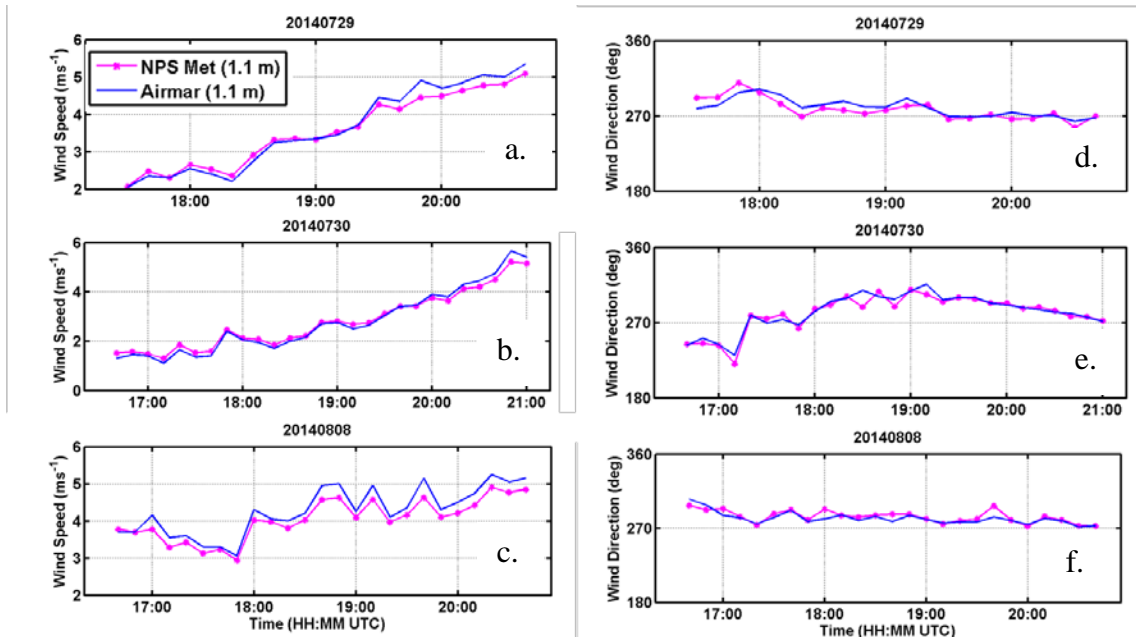 20140729
Wind Speed (ms⁻¹)
6
5
4
3
2
NPS Met (1.1 m)
Airmar (1.1 m)
a.
18:00 19:00 20:00
20140729
Wind Direction (deg)
360
270
180
d.
18:00 19:00 20:00
20140730
Wind Speed (ms⁻¹)
6
4
2
0
b.
17:00 18:00 19:00 20:00 21:00
20140730
Wind Direction (deg)
360
270
180
e.
17:00 18:00 19:00 20:00 21:00
20140808
Wind Speed (ms⁻¹)
6
5
4
3
2
c.
17:00 18:00 19:00 20:00
Time (HH:MM UTC)
20140808
Wind Direction (deg)
360
270
180
f.
17:00 18:00 19:00 20:00
Time (HH:MM UTC)